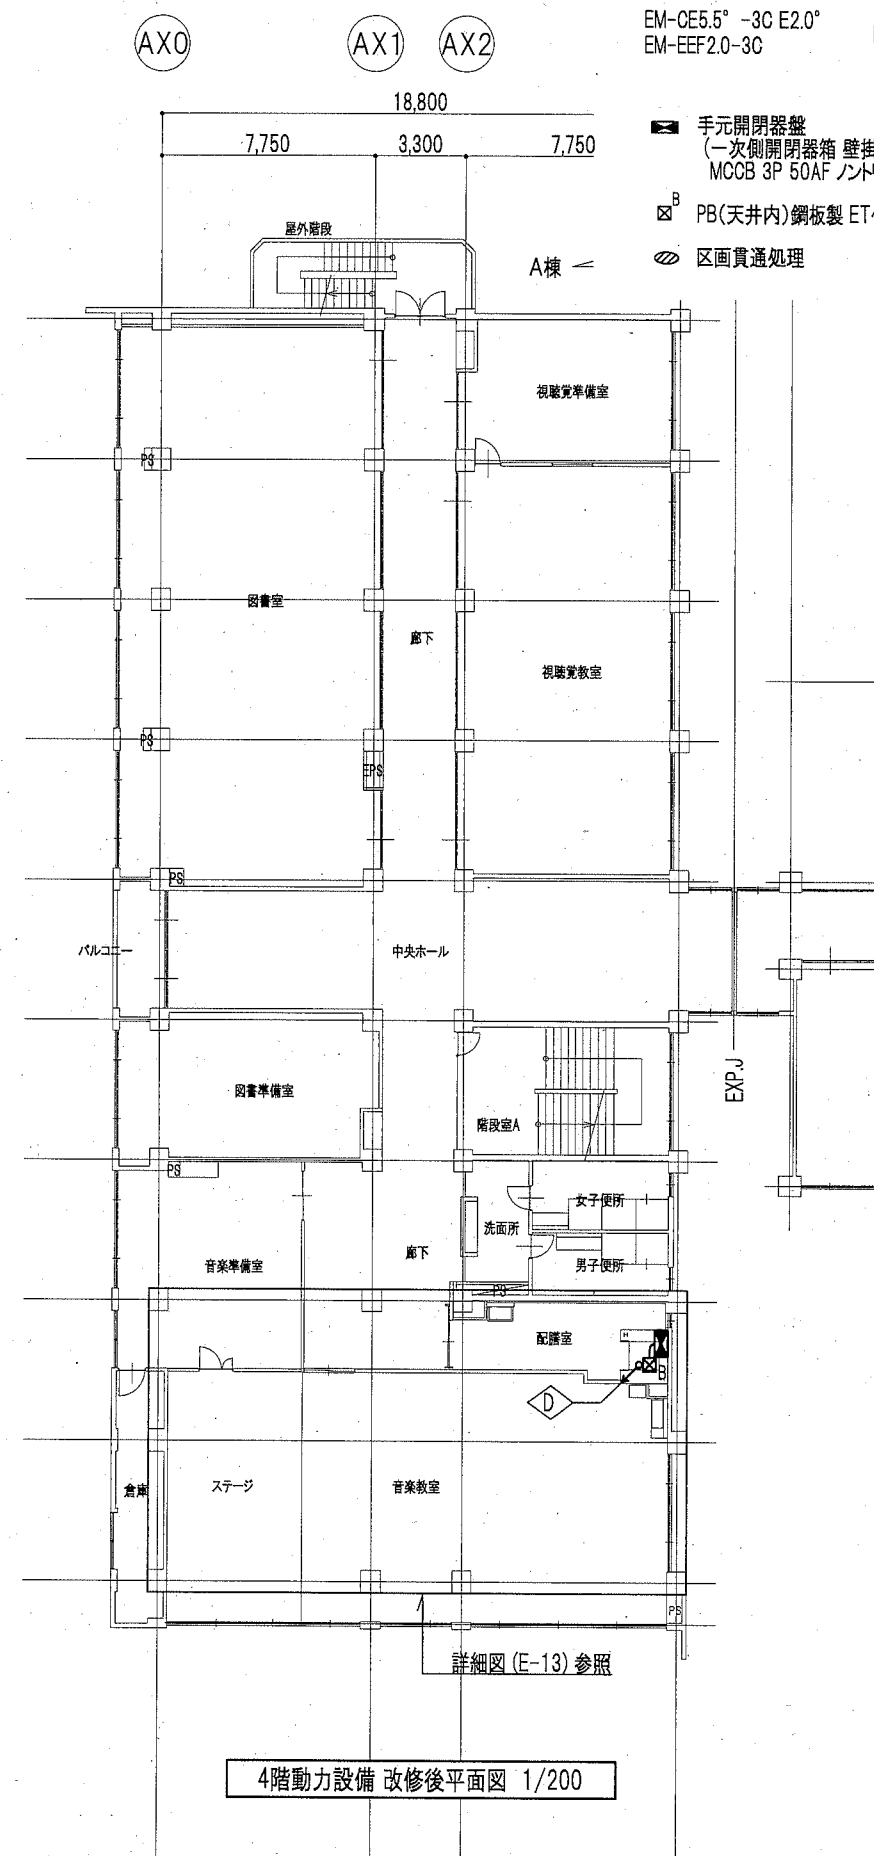 EM-CE5.5° -3C E2.0°
EM-EEF2.0-3C
AX0
AX1
AX2
18,800
7,750
3,300
7,750
手元開閉器盤
(一次側開閉器箱 壁掛
MCCB 3P 50AF ノント
B
PB(天井内)鋼板製 ET
区画貫通処理
A棟
屋外階段
視聴覚準備室
PS
図書室
廊下
視聴覚教室
PS
EPS
PS
バルコニー
中央ホール
EXP.J
図書準備室
階段室A
PS
女子便所
洗面所
廊下
音楽準備室
男子便所
PS
配膳室
H
B
D
倉庫
ステージ
音楽教室
PS
詳細図(E-13)参照
4階動力設備 改修後平面図 1/200